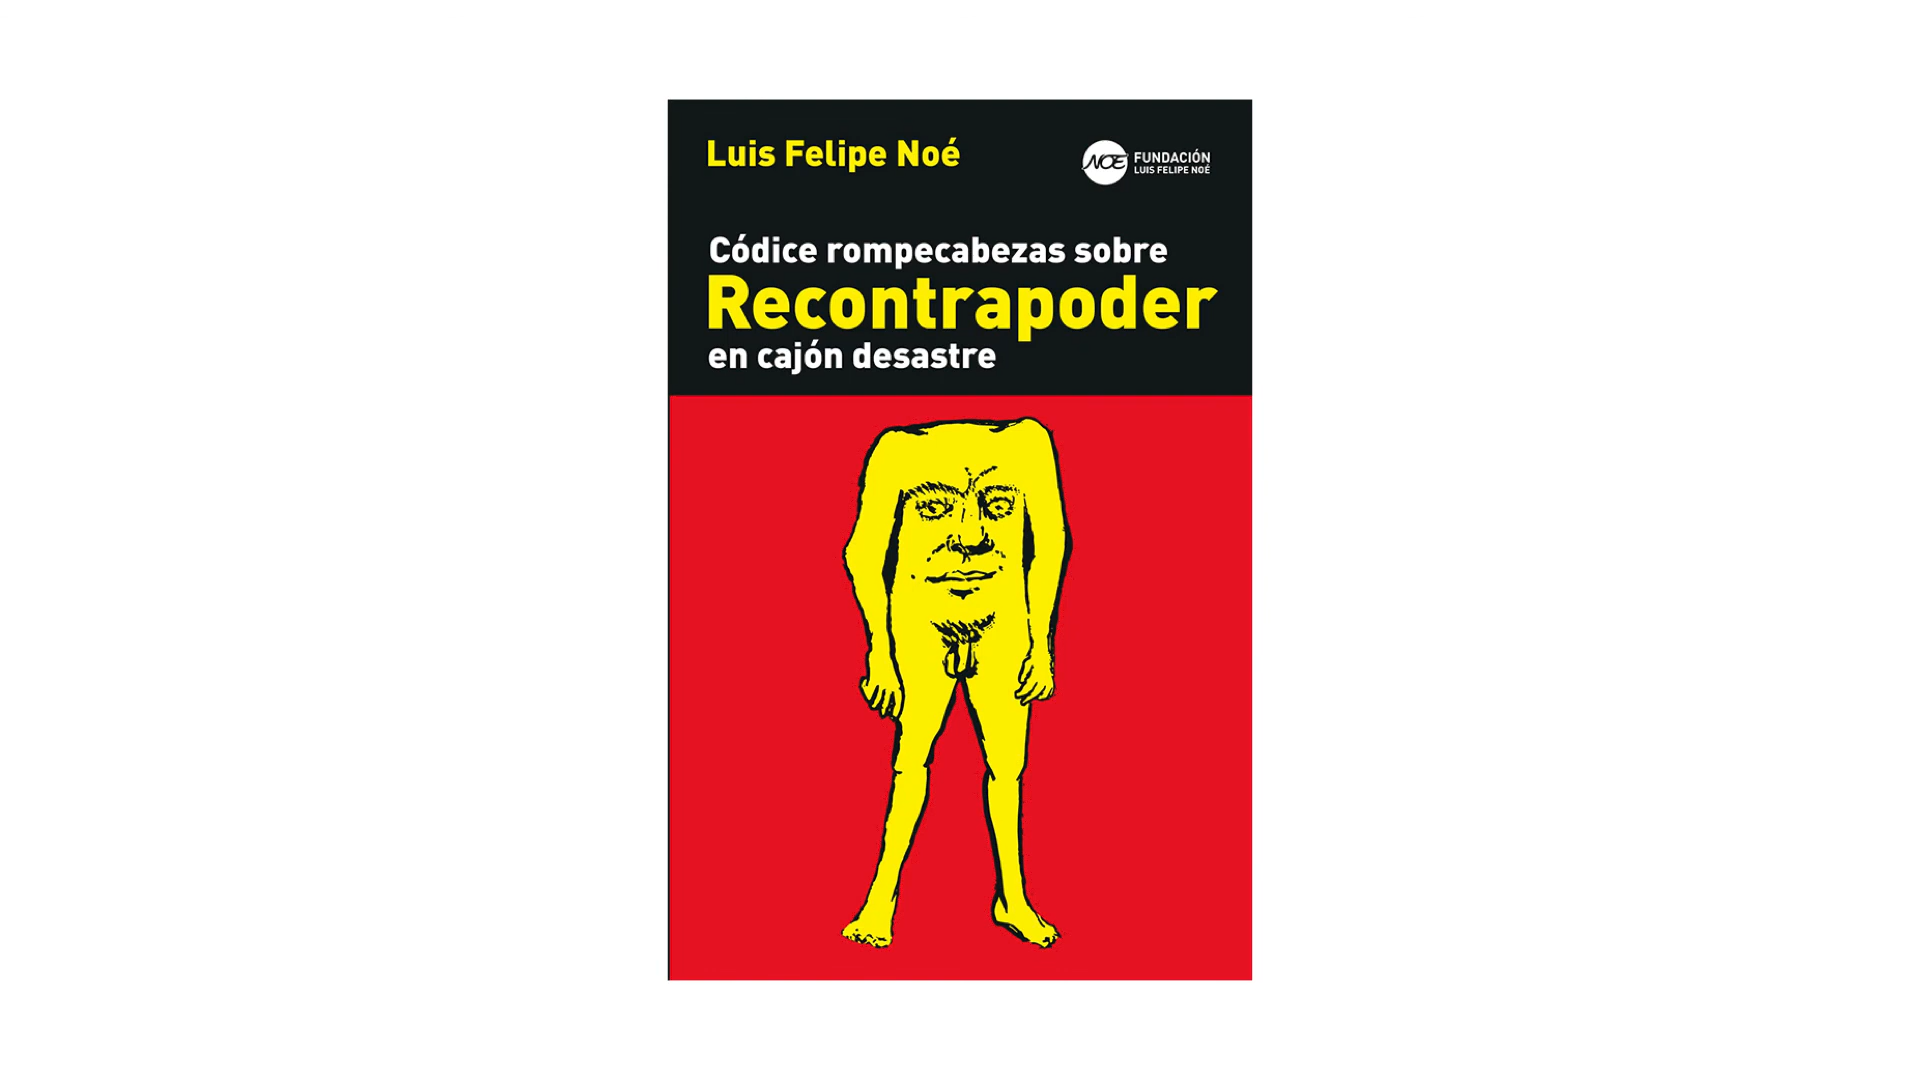 Luis Felipe Noé
NOE
FUNDACIÓN
LUIS FELIPE NOÉ
Códice rompecabezas sobre
Recontrapoder
en cajón desastre